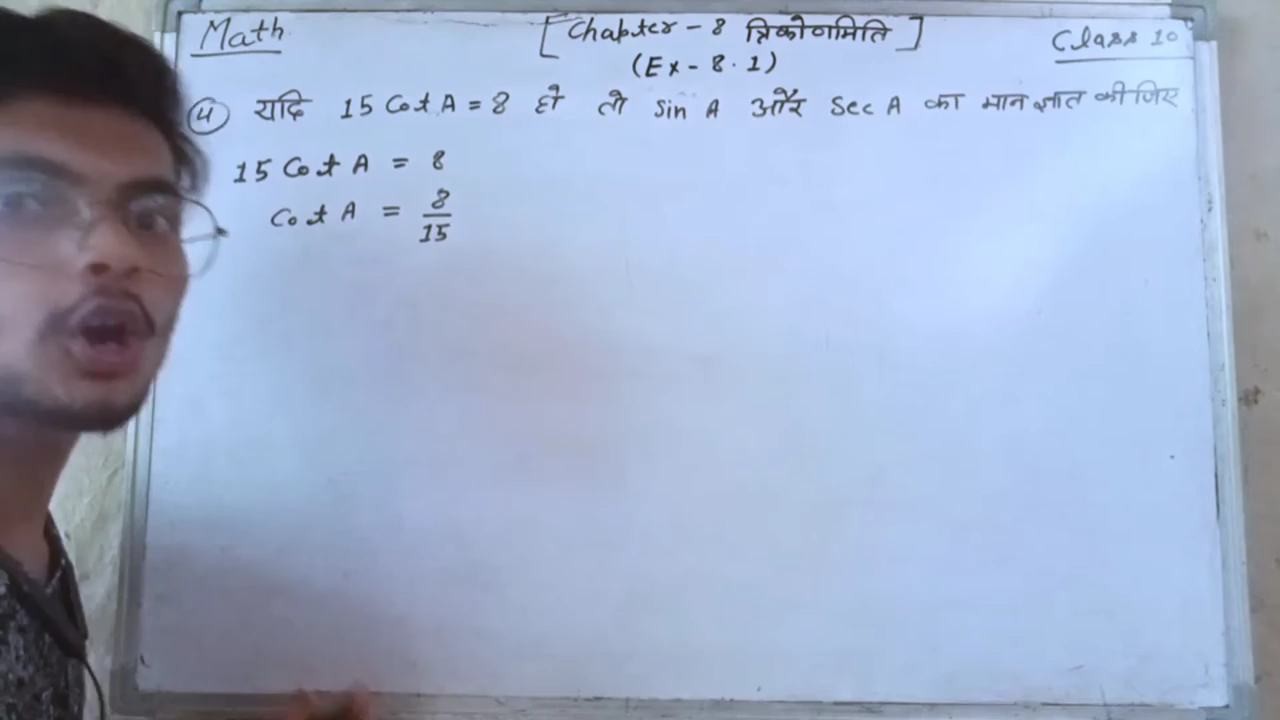 Math [Chapter - 8 त्रिकोणमिति] Class 10
(Ex - 8.1)
(4) यदि 15 Cot A = 8 हो तो sin A और Sec A का मान ज्ञात कीजिए
15 Cot A = 8
Cot A = 8/15